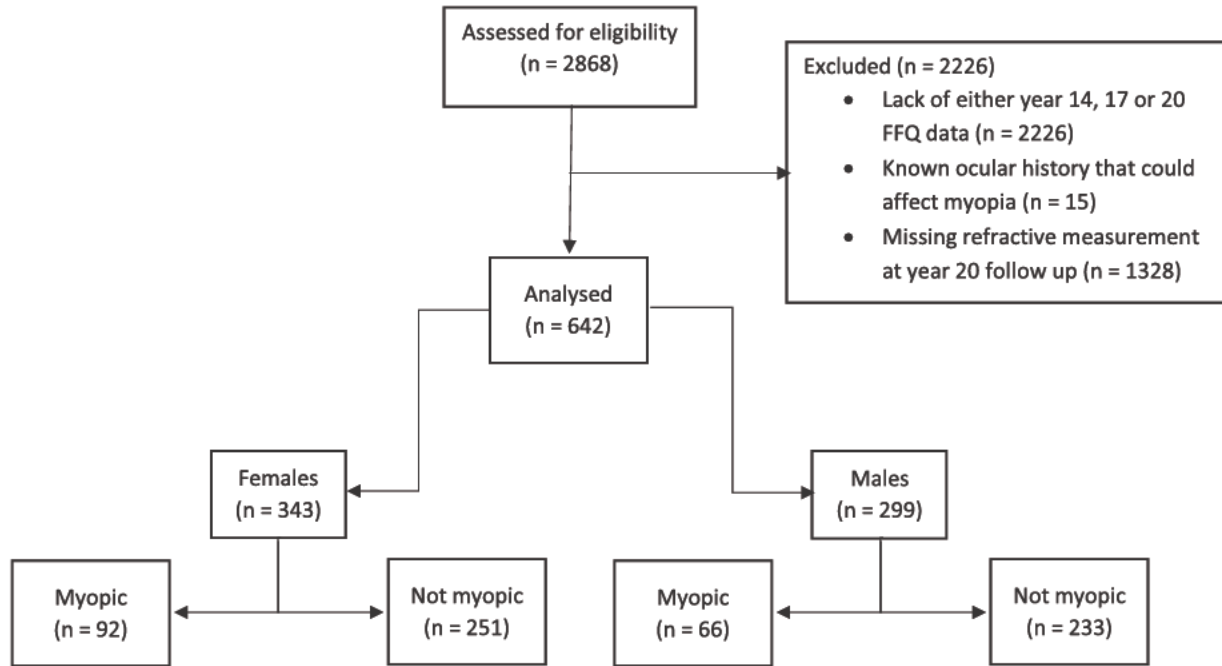 Assessed for eligibility
(n = 2868)
Excluded (n = 2226)
• Lack of either year 14, 17 or 20
FFQ data (n = 2226)
• Known ocular history that could
affect myopia (n = 15)
• Missing refractive measurement
at year 20 follow up (n = 1328)
Analysed
(n = 642)
Females
(n = 343)
Males
(n = 299)
Myopic
(n = 92)
Not myopic
(n = 251)
Myopic
(n = 66)
Not myopic
(n = 233)